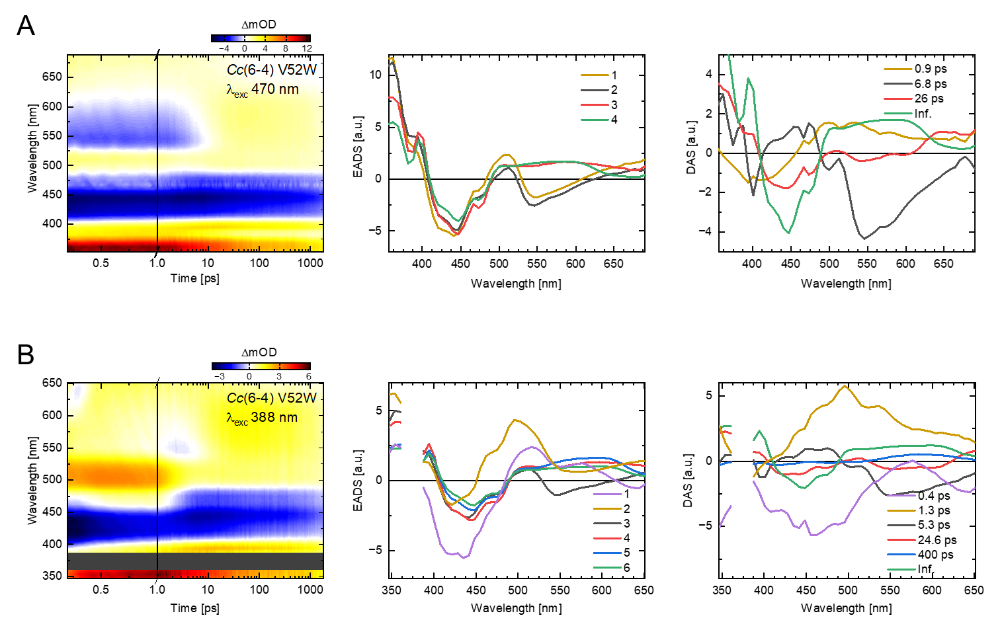 A
ΔmOD
−4 0 4 8 12
Cc(6-4) V52W
λexc 470 nm
650
600
550
500
450
400
Wavelength [nm]
0.5 1.0 10 100 1000
Time [ps]
10
5
0
−5
EADS [a.u.]
1
2
3
4
400 450 500 550 600 650
Wavelength [nm]
4
2
0
−2
−4
DAS [a.u.]
0.9 ps
6.8 ps
26 ps
Inf.
400 450 500 550 600 650
Wavelength [nm]
B
ΔmOD
−3 0 3 6
Cc(6-4) V52W
λexc 388 nm
650
600
550
500
450
400
350
Wavelength [nm]
0.5 1.0 10 100 1000
Time [ps]
5
0
−5
EADS [a.u.]
1
2
3
4
5
6
350 400 450 500 550 600 650
Wavelength [nm]
5
0
−5
DAS [a.u.]
0.4 ps
1.3 ps
5.3 ps
24.6 ps
400 ps
Inf.
350 400 450 500 550 600 650
Wavelength [nm]